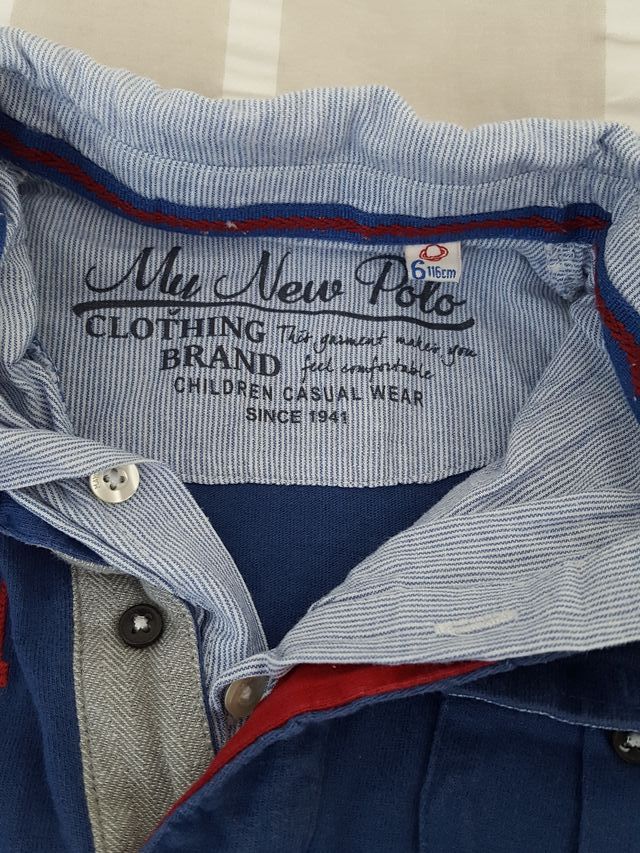 My New Polo
6 116cm
CLOTHING
BRAND
This garment makes you
feel comfortable
CHILDREN CASUAL WEAR
SINCE 1941